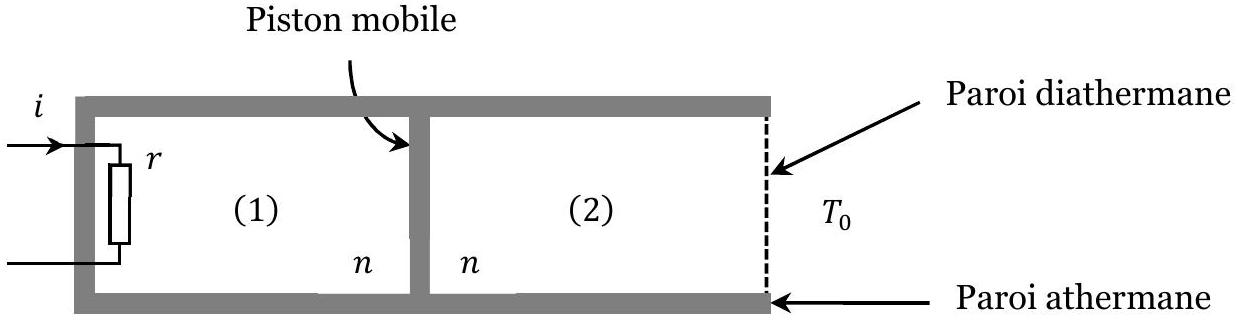 Piston mobile
i
Paroi diathermane
r
(1)
(2)
T₀
n
n
Paroi athermane